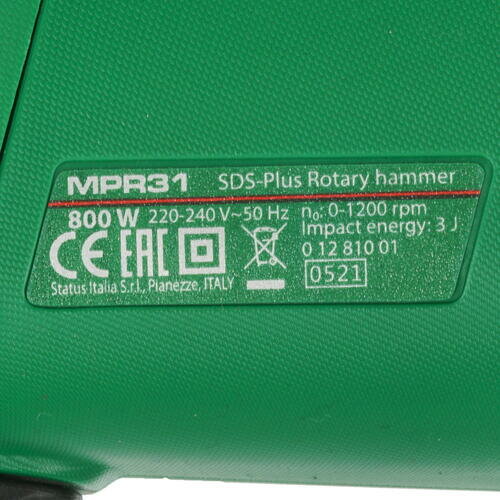 MPR31 SDS-Plus Rotary hammer
800 W 220-240 V~50 Hz n₀: 0-1200 rpm
Impact energy: 3 J
CE EAC 0 12 810 01
0521
Status Italia S.r.l., Pianezze, ITALY